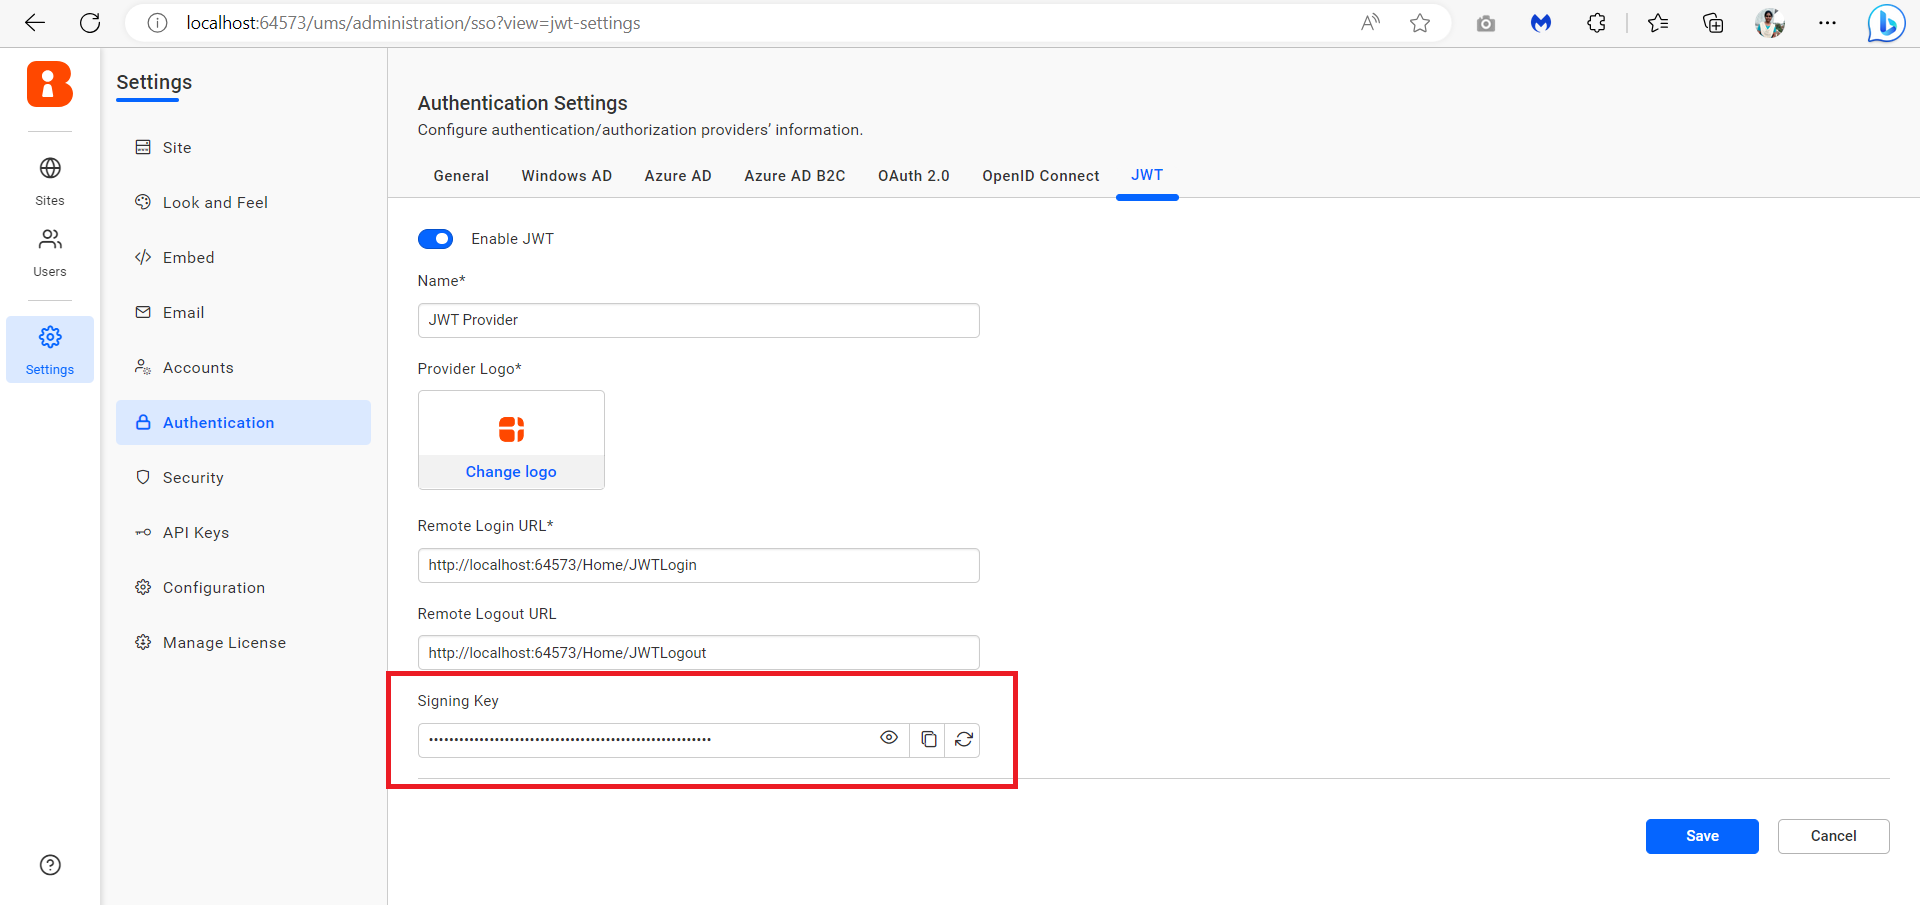 localhost:64573/ums/administration/sso?view=jwt-settings
Sites
Users
Settings
Settings
Site
Look and Feel
Embed
Email
Accounts
Authentication
Security
API Keys
Configuration
Manage License
Authentication Settings
Configure authentication/authorization providers’ information.
General Windows AD Azure AD Azure AD B2C OAuth 2.0 OpenID Connect JWT
Enable JWT
Name*
JWT Provider
Provider Logo*
Change logo
Remote Login URL*
http://localhost:64573/Home/JWTLogin
Remote Logout URL
http://localhost:64573/Home/JWTLogout
Signing Key
Save Cancel